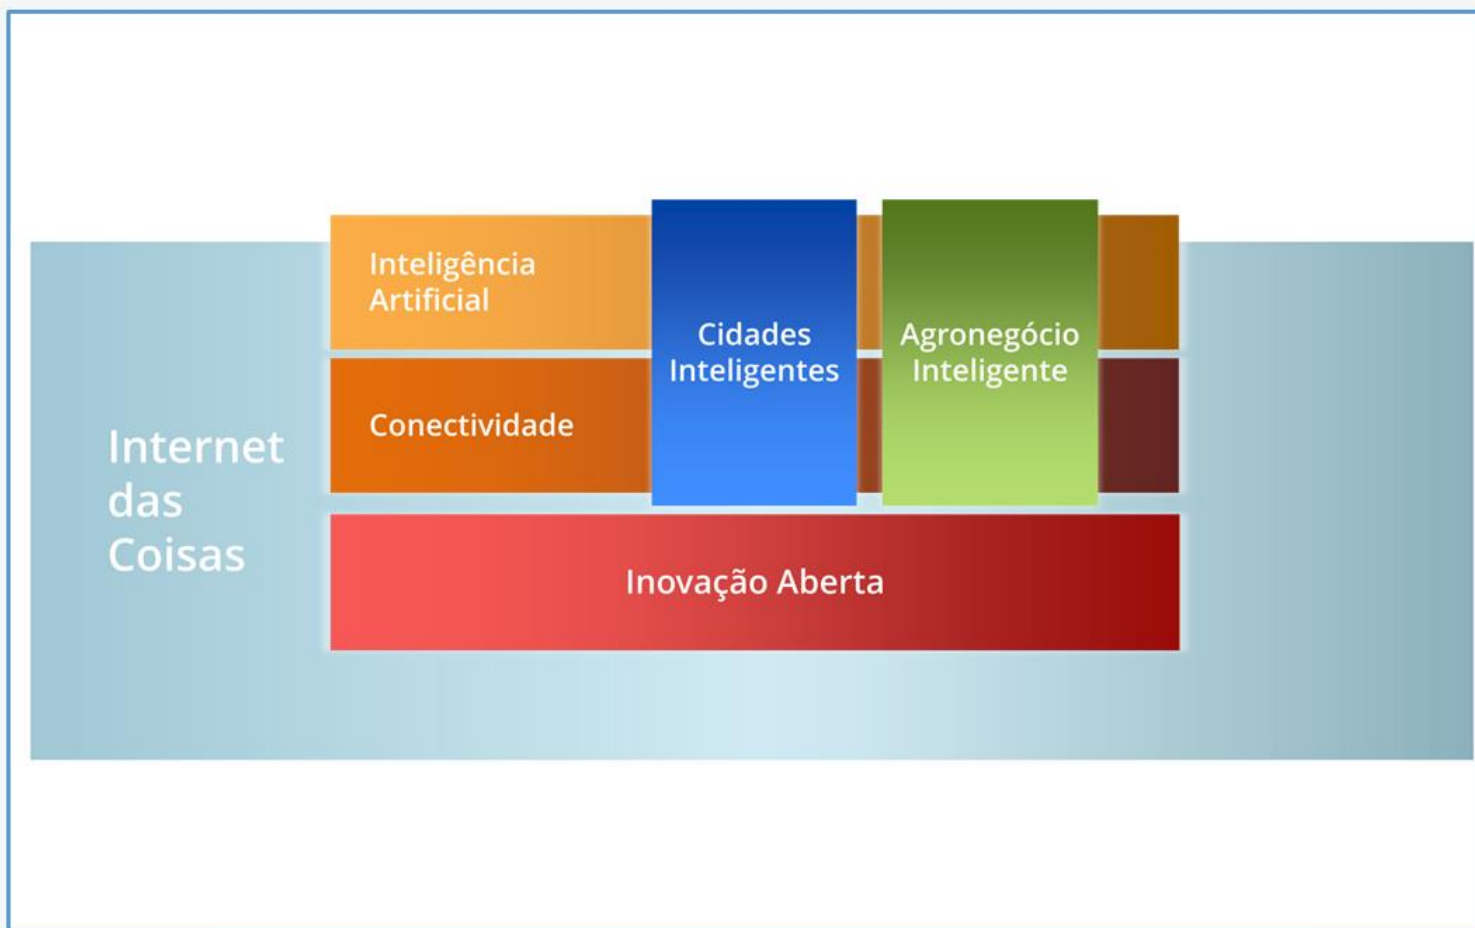 Internet
das
Coisas
Inteligência
Artificial
Conectividade
Cidades
Inteligentes
Agronegócio
Inteligente
Inovação Aberta